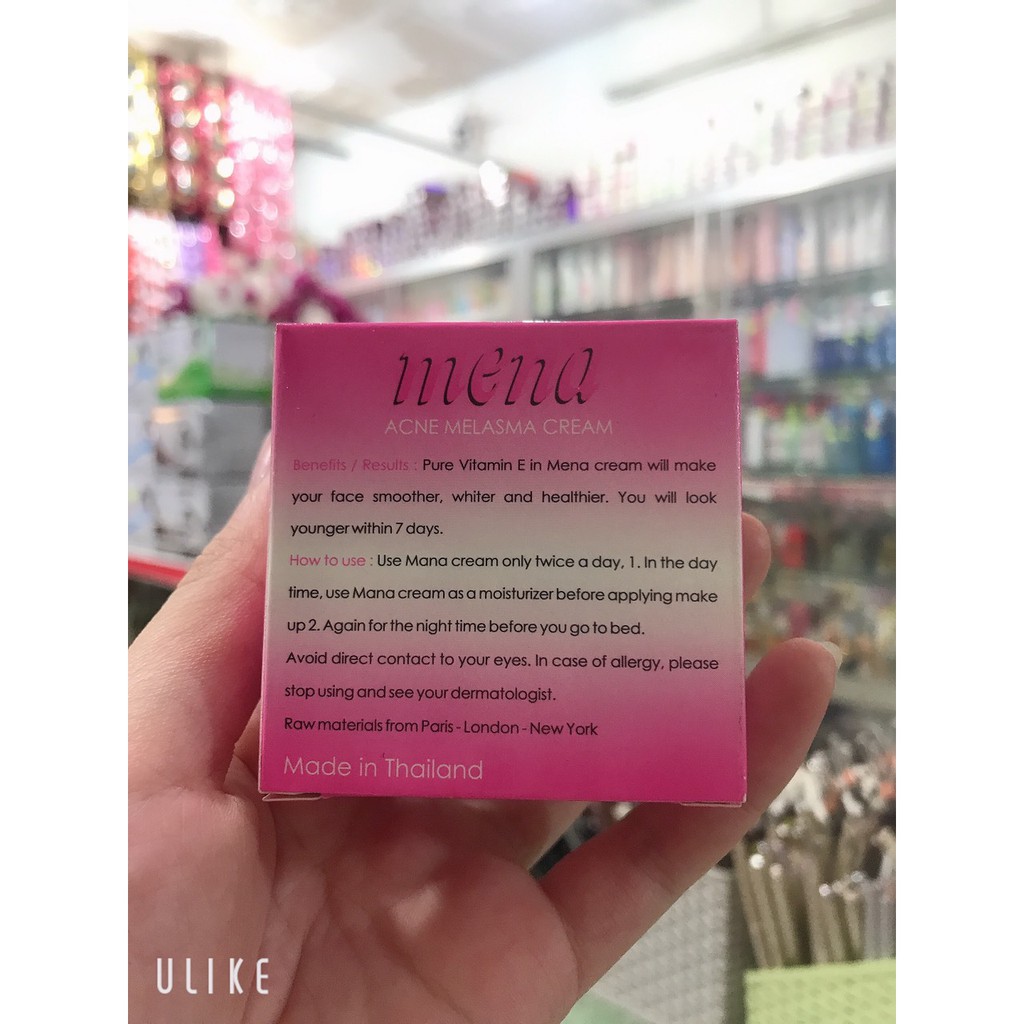 mena
ACNE MELASMA CREAM
Benefits / Results : Pure Vitamin E in Mena cream will make
your face smoother, whiter and healthier. You will look
younger within 7 days.
How to use : Use Mana cream only twice a day, 1. In the day
time, use Mana cream as a moisturizer before applying make
up 2. Again for the night time before you go to bed.
Avoid direct contact to your eyes. In case of allergy, please
stop using and see your dermatologist.
Raw materials from Paris - London - New York
Made in Thailand
ULIKE